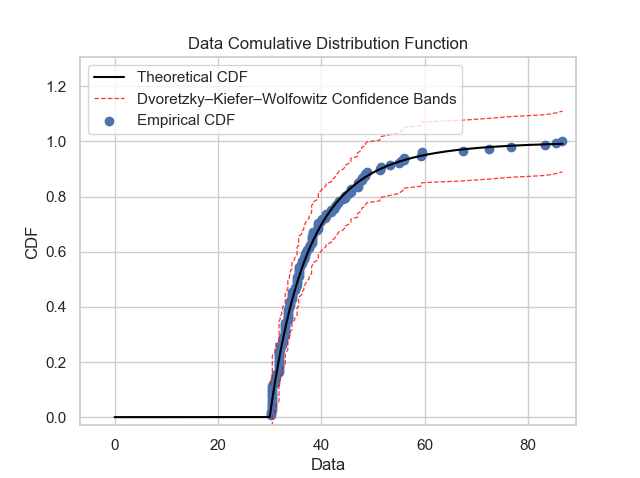 Data Comulative Distribution Function
Theoretical CDF
Dvoretzky–Kiefer–Wolfowitz Confidence Bands
Empirical CDF
CDF
1.2
1.0
0.8
0.6
0.4
0.2
0.0
0 20 40 60 80
Data